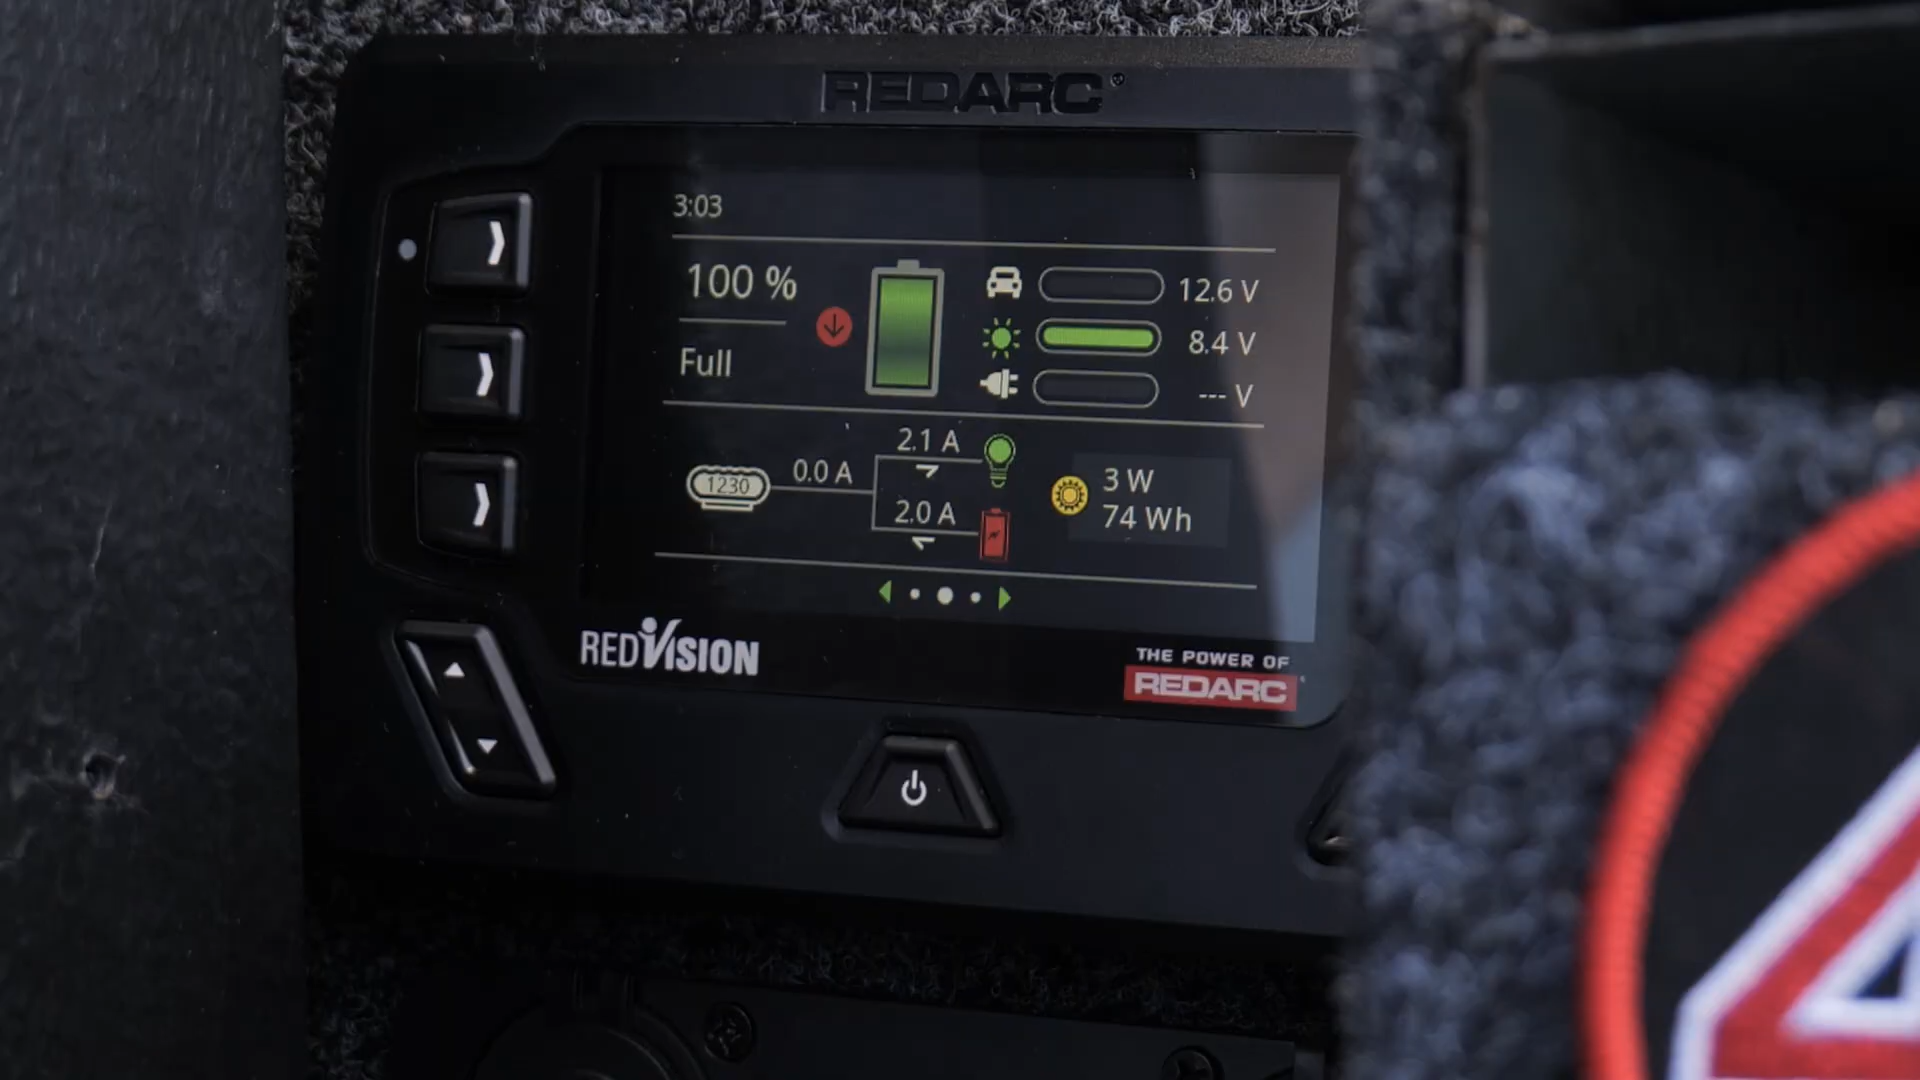 REDARC
3:03
100 %
Full
12.6 V
8.4 V
--- V
1230
0.0 A
2.1 A
2.0 A
3 W
74 Wh
REDVISION
THE POWER OF
REDARC
4